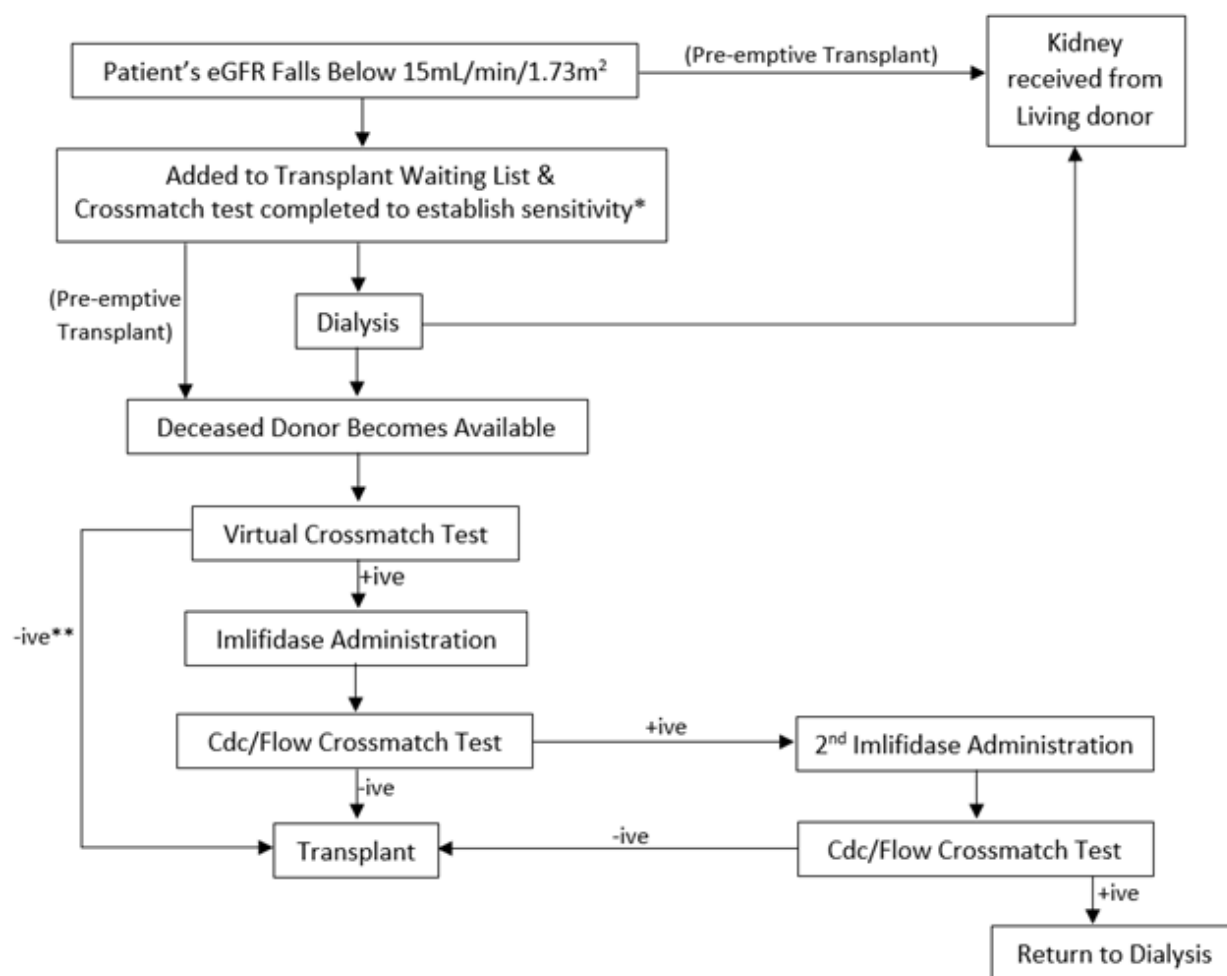 Patient's eGFR Falls Below 15mL/min/1.73m²
(Pre-emptive Transplant)
Kidney
received from
Living donor
Added to Transplant Waiting List &
Crossmatch test completed to establish sensitivity*
(Pre-emptive
Transplant)
Dialysis
Deceased Donor Becomes Available
Virtual Crossmatch Test
+ive
-ive**
Imlifidase Administration
Cdc/Flow Crossmatch Test
+ive
2nd Imlifidase Administration
-ive
Transplant
-ive
Cdc/Flow Crossmatch Test
+ive
Return to Dialysis